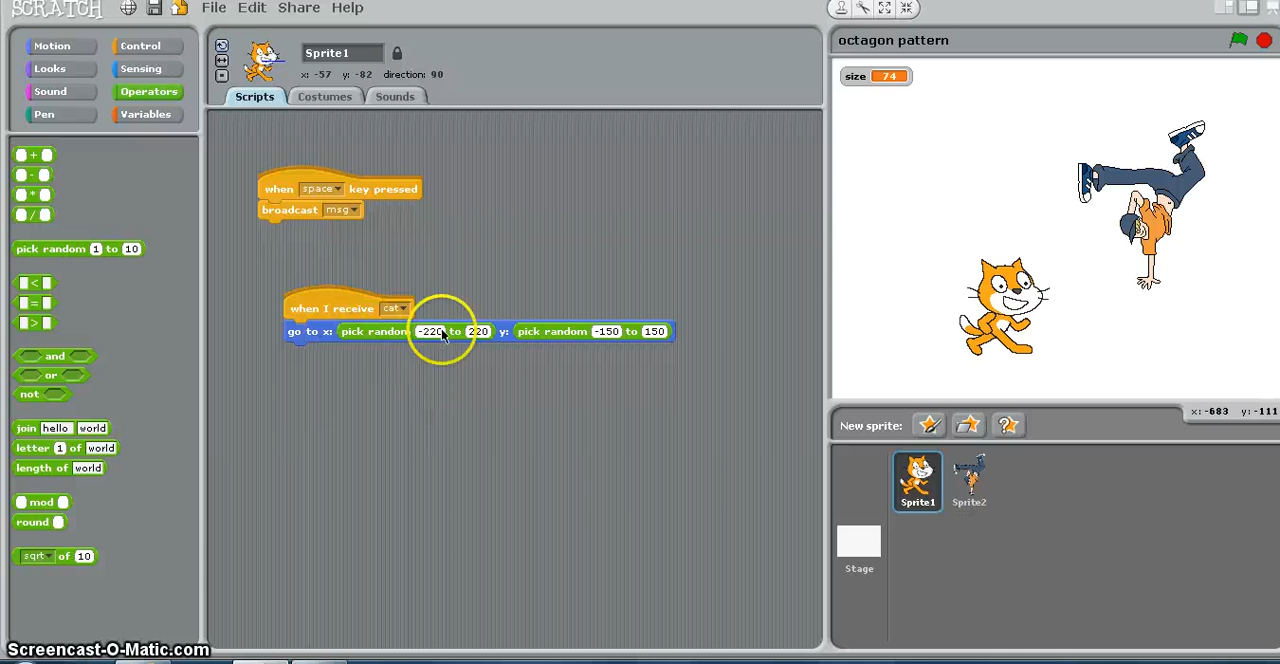 SCRATCH File Edit Share Help
Motion Control
Looks Sensing
Sound Operators
Pen Variables
+
-
*
/
pick random 1 to 10
<
=
>
and
or
not
join hello world
letter 1 of world
length of world
mod
round
sqrt of 10
Sprite1
x: -57 y: -82 direction: 90
Scripts Costumes Sounds
when space key pressed
broadcast msg
when I receive cat
go to x: pick random -220 to 220 y: pick random -150 to 150
octagon pattern
size 74
x: -683 y: -111
New sprite:
Sprite1 Sprite2
Stage
Screencast-O-Matic.com